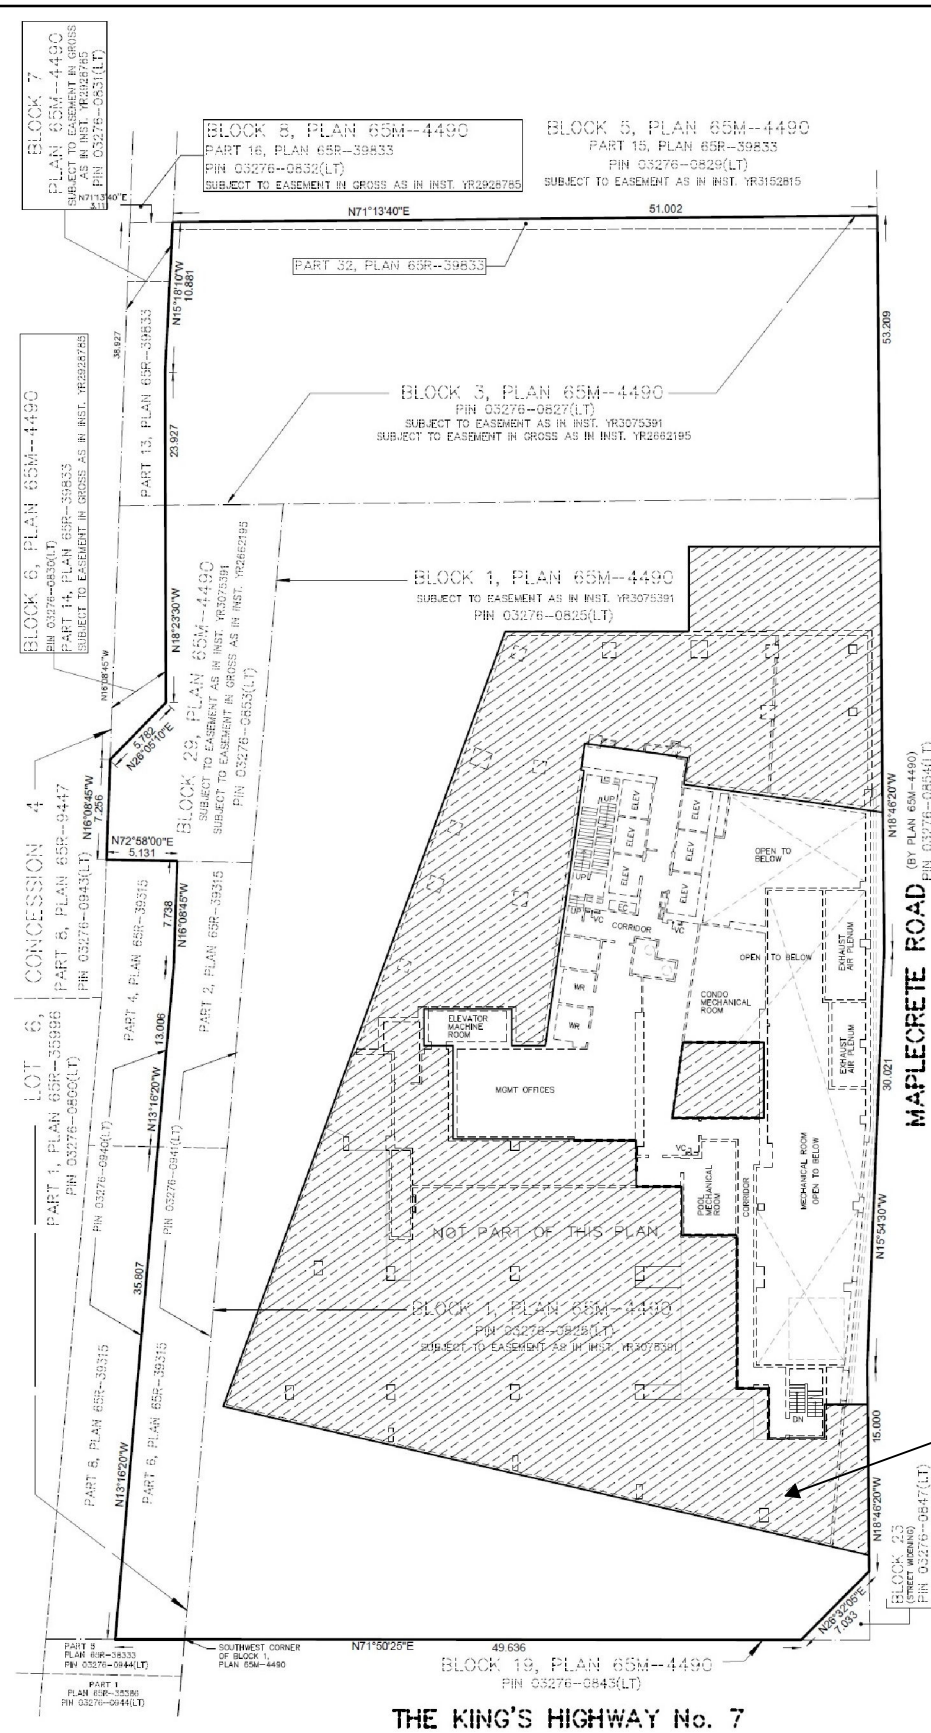 BLOCK 7
PLAN 65M--4490
SUBJECT TO EASEMENT IN GROSS
AS IN INST. YR2928785
PIN 03276-0831(LT)
N71°13'40"E
3.11
BLOCK 8, PLAN 65M--4490
PART 16, PLAN 65R--39833
PIN 03276--0832(LT)
SUBJECT TO EASEMENT IN GROSS AS IN INST. YR2928785
BLOCK 5, PLAN 65M--4490
PART 15, PLAN 65R--39833
PIN 03276--0829(LT)
SUBJECT TO EASEMENT AS IN INST. YR3152815
N71°13'40"E
51.002
PART 32, PLAN 65R--39833
N15°18'10"W
10.881
38.927
PART 13, PLAN 65R--39833
53.209
23.927
BLOCK 3, PLAN 65M--4490
PIN 03276--0827(LT)
SUBJECT TO EASEMENT AS IN INST. YR3075391
SUBJECT TO EASEMENT IN GROSS AS IN INST. YR2662195
BLOCK 6, PLAN 65M--4490
PIN 03276--0830(LT)
PART 14, PLAN 65R--39833
SUBJECT TO EASEMENT IN GROSS AS IN INST. YR2928785
N16°08'45"W
N18°23'30"W
5.782
N26°05'10"E
BLOCK 29, PLAN 65M--4490
SUBJECT TO EASEMENT AS IN INST. YR3075391
SUBJECT TO EASEMENT IN GROSS AS IN INST. YR2662195
PIN 03276--0853(LT)
BLOCK 1, PLAN 65M--4490
SUBJECT TO EASEMENT AS IN INST. YR3075391
PIN 03276--0825(LT)
N16°08'45"W
7.256
N72°58'00"E
5.131
LOT 6, CONCESSION 4
PART 1, PLAN 65R--35996
PART 8, PLAN 65R--9447
PIN 03276--0800(LT)
PIN 03276--0943(LT)
PART 4, PLAN 65R--39315
7.738
N16°08'45"W
PART 2, PLAN 65R--39315
13.006
N13°16'20"W
PIN 03276--0940(LT)
PIN 03276--0941(LT)
35.807
PART 8, PLAN 65R--39315
N13°16'20"W
PART 6, PLAN 65R--39315
UP
UP
UP
ELEV
ELEV
ELEV
ELEV
ELEV
ELEV
VC
VC
CORRIDOR
OPEN TO
BELOW
OPEN TO BELOW
EXHAUST
AIR PLENUM
EXHAUST
AIR PLENUM
WR
WR
CONDO
MECHANICAL
ROOM
ELEVATOR
MACHINE
ROOM
MGMT OFFICES
VC
POOL
MECHANICAL
ROOM
CORRIDOR
MECHANICAL ROOM
OPEN TO BELOW
DN
NOT PART OF THIS PLAN
BLOCK 1, PLAN 65M--4490
PIN 03276--0825(LT)
SUBJECT TO EASEMENT AS IN INST. YR3075391
N18°46'20"W
30.021
N15°54'30"W
15.000
N18°46'20"W
MAPLECRETE ROAD (BY PLAN 65M-4490)
PIN 03276--0854(LT)
BLOCK 23
(STREET WIDENING)
PIN 03276--0847(LT)
N26°32'05"E
7.033
PART 1
PLAN 65R-35386
PIN 03276--0944(LT)
SOUTHWEST CORNER
OF BLOCK 1,
PLAN 65M-4490
N71°50'25"E
49.636
BLOCK 19, PLAN 65M--4490
PIN 03276--0843(LT)
THE KING'S HIGHWAY No. 7